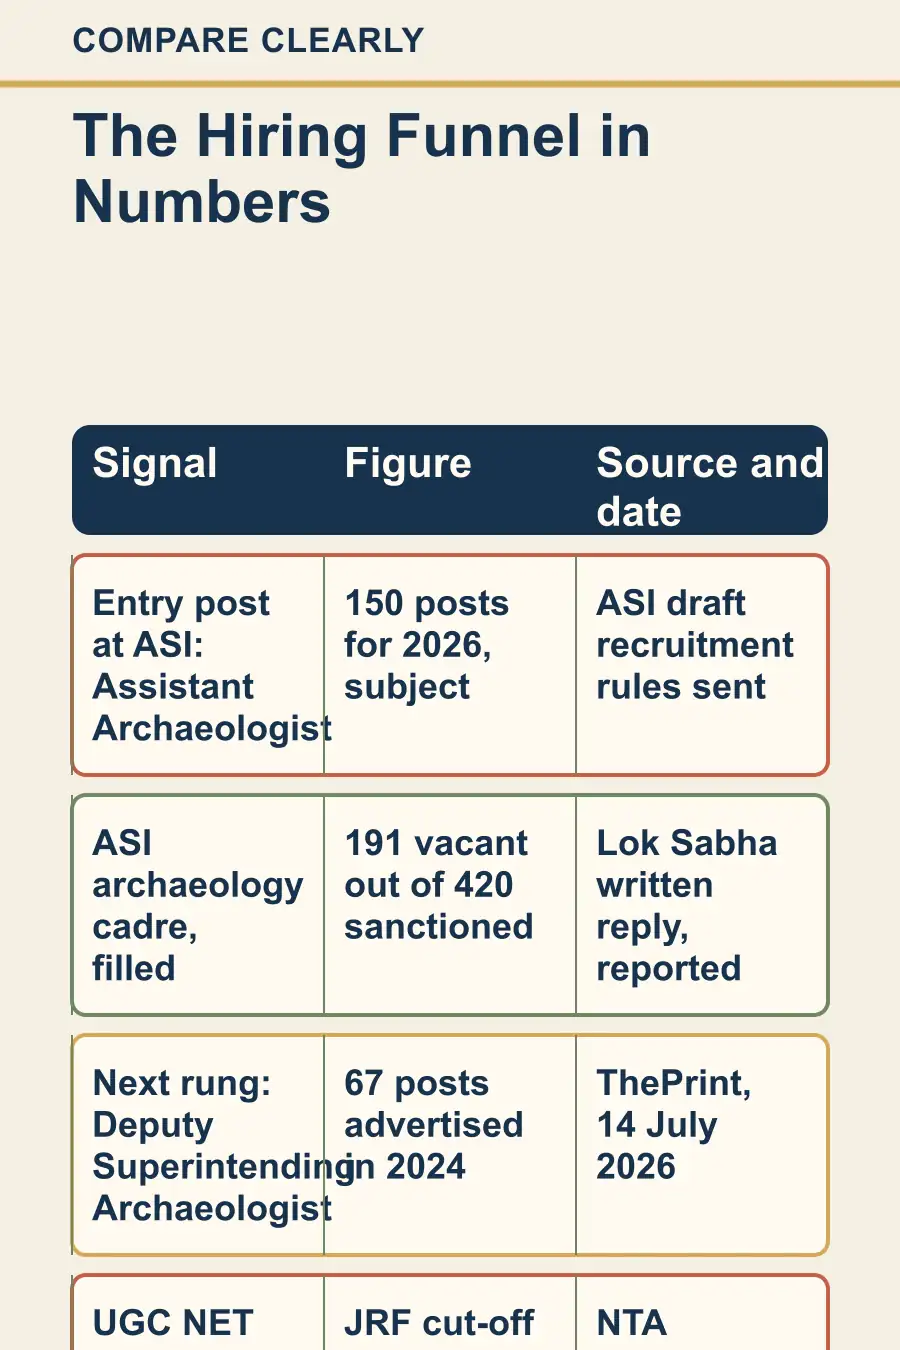 COMPARE CLEARLY
The Hiring Funnel in
Numbers
Signal
Figure
Source and
date
Entry post
at ASI:
Assistant
Archaeologist
150 posts
for 2026,
subject
ASI draft
recruitment
rules sent
ASI
archaeology
cadre,
filled
191 vacant
out of 420
sanctioned
Lok Sabha
written
reply,
reported
Next rung:
Deputy
Superintending
Archaeologist
67 posts
advertised
in 2024
ThePrint,
14 July
2026
UGC NET
JRF cut-off
NTA